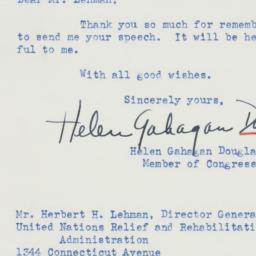 Dear Mr. Lehman,
Thank you so much for rememb
to send me your speech. It will be he
ful to me.
With all good wishes.
Sincerely yours,
Helen Gahagan D
Helen Gahagan Dougla
Member of Congress
Mr. Herbert H. Lehman, Director Genera
United Nations Relief and Rehabilitati
Administration
1344 Connecticut Avenue